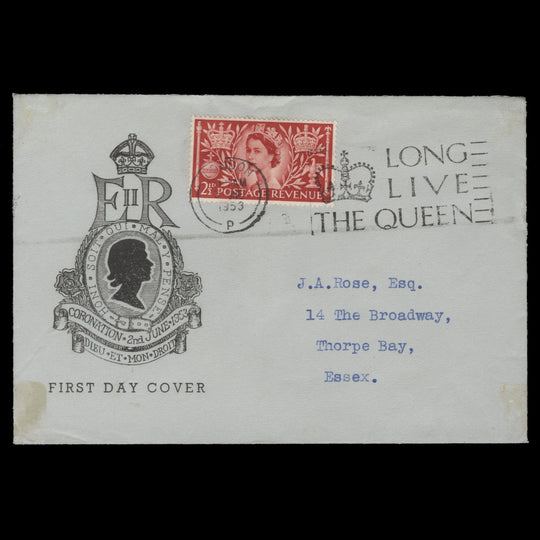 2½D POSTAGE REVENUE
1953
P
LONG
LIVE
THE QUEEN
EIIR
HONI·SOIT·QUI·MAL·Y·PENSE
CORONATION·2nd JUNE·1953
DIEU·ET·MON·DROIT
FIRST DAY COVER
J.A.Rose, Esq.
14 The Broadway,
Thorpe Bay,
Essex.